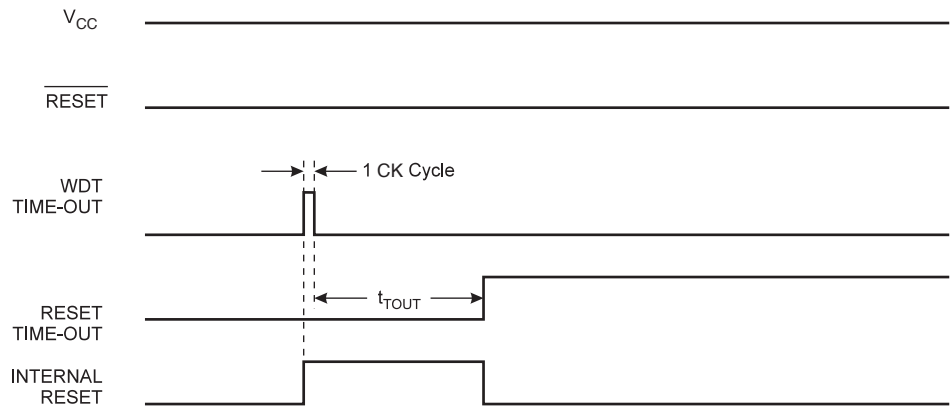 VCC
RESET
1 CK Cycle
WDT
TIME-OUT
tTOUT
RESET
TIME-OUT
INTERNAL
RESET